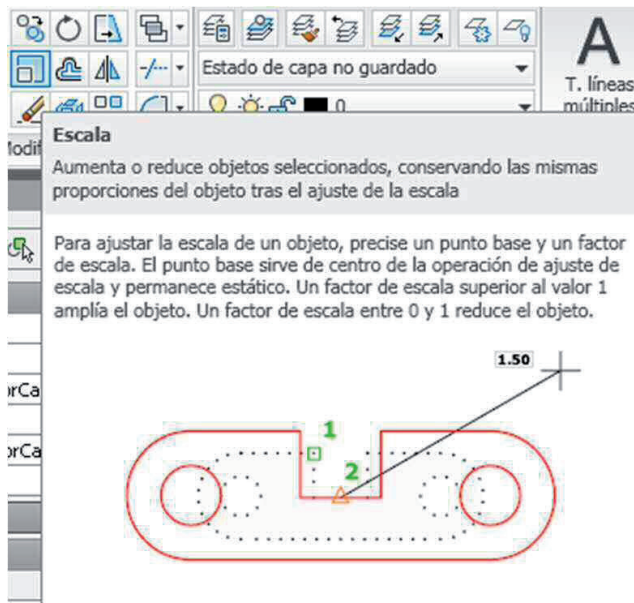 Estado de capa no guardado
0
A
T. líneas
múltiples
Modif
Escala
Aumenta o reduce objetos seleccionados, conservando las mismas
proporciones del objeto tras el ajuste de la escala
Para ajustar la escala de un objeto, precise un punto base y un factor
de escala. El punto base sirve de centro de la operación de ajuste de
escala y permanece estático. Un factor de escala superior al valor 1
amplía el objeto. Un factor de escala entre 0 y 1 reduce el objeto.
1.50
orCa
1
2
orCa